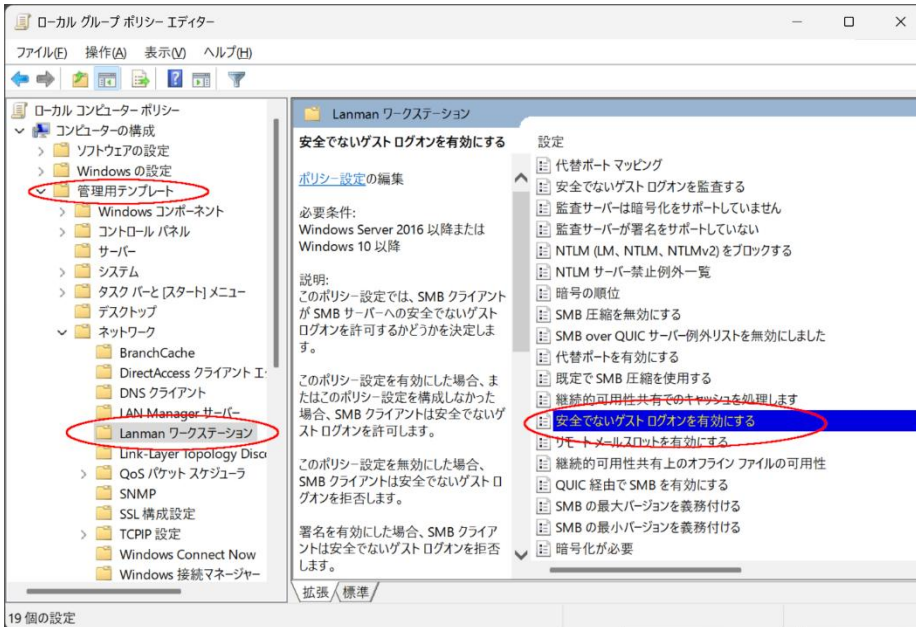 ローカル グループ ポリシー エディター
ファイル(F) 操作(A) 表示(V) ヘルプ(H)
ローカル コンピューター ポリシー
コンピューターの構成
ソフトウェアの設定
Windows の設定
管理用テンプレート
Windows コンポーネント
コントロール パネル
サーバー
システム
タスク バーと [スタート] メニュー
デスクトップ
ネットワーク
BranchCache
DirectAccess クライアント エ
DNS クライアント
LAN Manager サーバー
Lanman ワークステーション
Link-Layer Topology Disc
QoS パケット スケジューラ
SNMP
SSL 構成設定
TCPIP 設定
Windows Connect Now
Windows 接続マネージャー
Lanman ワークステーション
安全でないゲスト ログオンを有効にする
ポリシー設定の編集
必要条件:
Windows Server 2016 以降または
Windows 10 以降
説明:
このポリシー設定では、SMB クライアント
が SMB サーバーへの安全でないゲスト
ログオンを許可するかどうかを決定しま
す。
このポリシー設定を有効にした場合、ま
たはこのポリシー設定を構成しなかった
場合、SMB クライアントは安全でないゲ
スト ログオンを許可します。
このポリシー設定を無効にした場合、
SMB クライアントは安全でないゲスト ロ
グオンを拒否します。
署名を有効にした場合、SMB クライア
ントは安全でないゲスト ログオンを拒否
します。
設定
代替ポート マッピング
安全でないゲスト ログオンを監査する
監査サーバーは暗号化をサポートしていません
監査サーバーが署名をサポートしていない
NTLM (LM、NTLM、NTLMv2) をブロックする
NTLM サーバー禁止例外一覧
暗号の順位
SMB 圧縮を無効にする
SMB over QUIC サーバー例外リストを無効にしました
代替ポートを有効にする
既定で SMB 圧縮を使用する
継続的可用性共有でのキャッシュを処理します
安全でないゲスト ログオンを有効にする
リモート メールスロットを有効にする
継続的可用性共有上のオフライン ファイルの可用性
QUIC 経由で SMB を有効にする
SMB の最大バージョンを義務付ける
SMB の最小バージョンを義務付ける
暗号化が必要
拡張 標準
19 個の設定